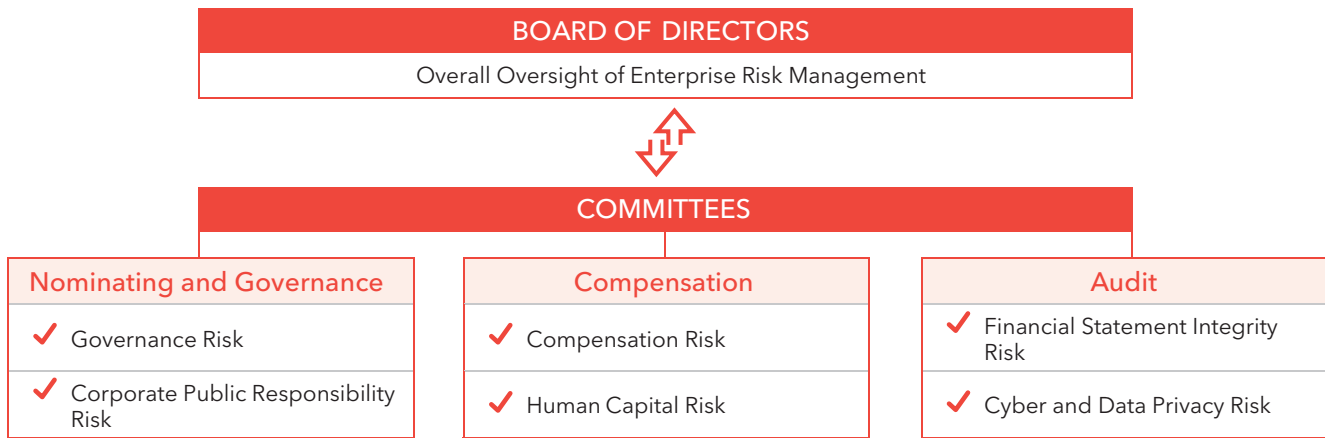 BOARD OF DIRECTORS
Overall Oversight of Enterprise Risk Management
COMMITTEES
Nominating and Governance
Governance Risk
Corporate Public Responsibility
Risk
Compensation
Compensation Risk
Human Capital Risk
Audit
Financial Statement Integrity
Risk
Cyber and Data Privacy Risk